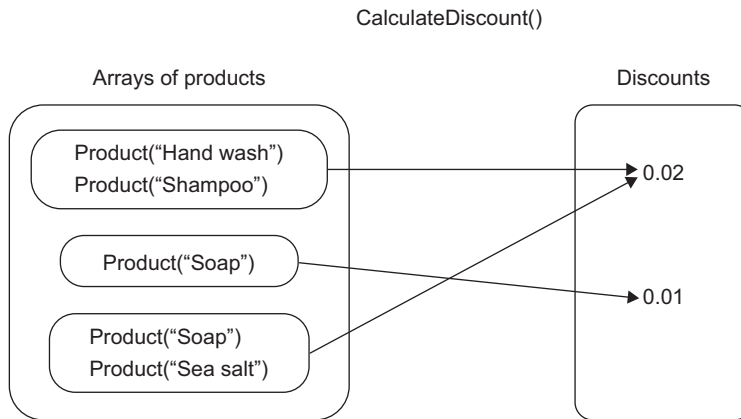 CalculateDiscount()
Arrays of products
Discounts
Product(“Hand wash”)
Product(“Shampoo”)
0.02
Product(“Soap”)
0.01
Product(“Soap”)
Product(“Sea salt”)